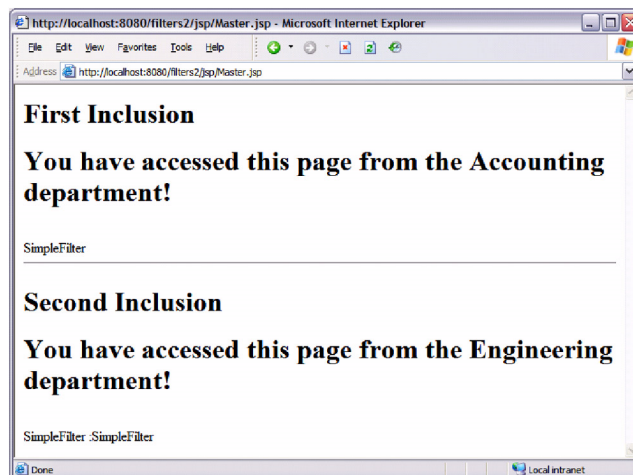 http://localhost:8080/filters2/jsp/Master.jsp - Microsoft Internet Explorer
File Edit View Favorites Tools Help
Address http://localhost:8080/filters2/jsp/Master.jsp
First Inclusion
You have accessed this page from the Accounting
department!
SimpleFilter
Second Inclusion
You have accessed this page from the Engineering
department!
SimpleFilter :SimpleFilter
Done Local intranet